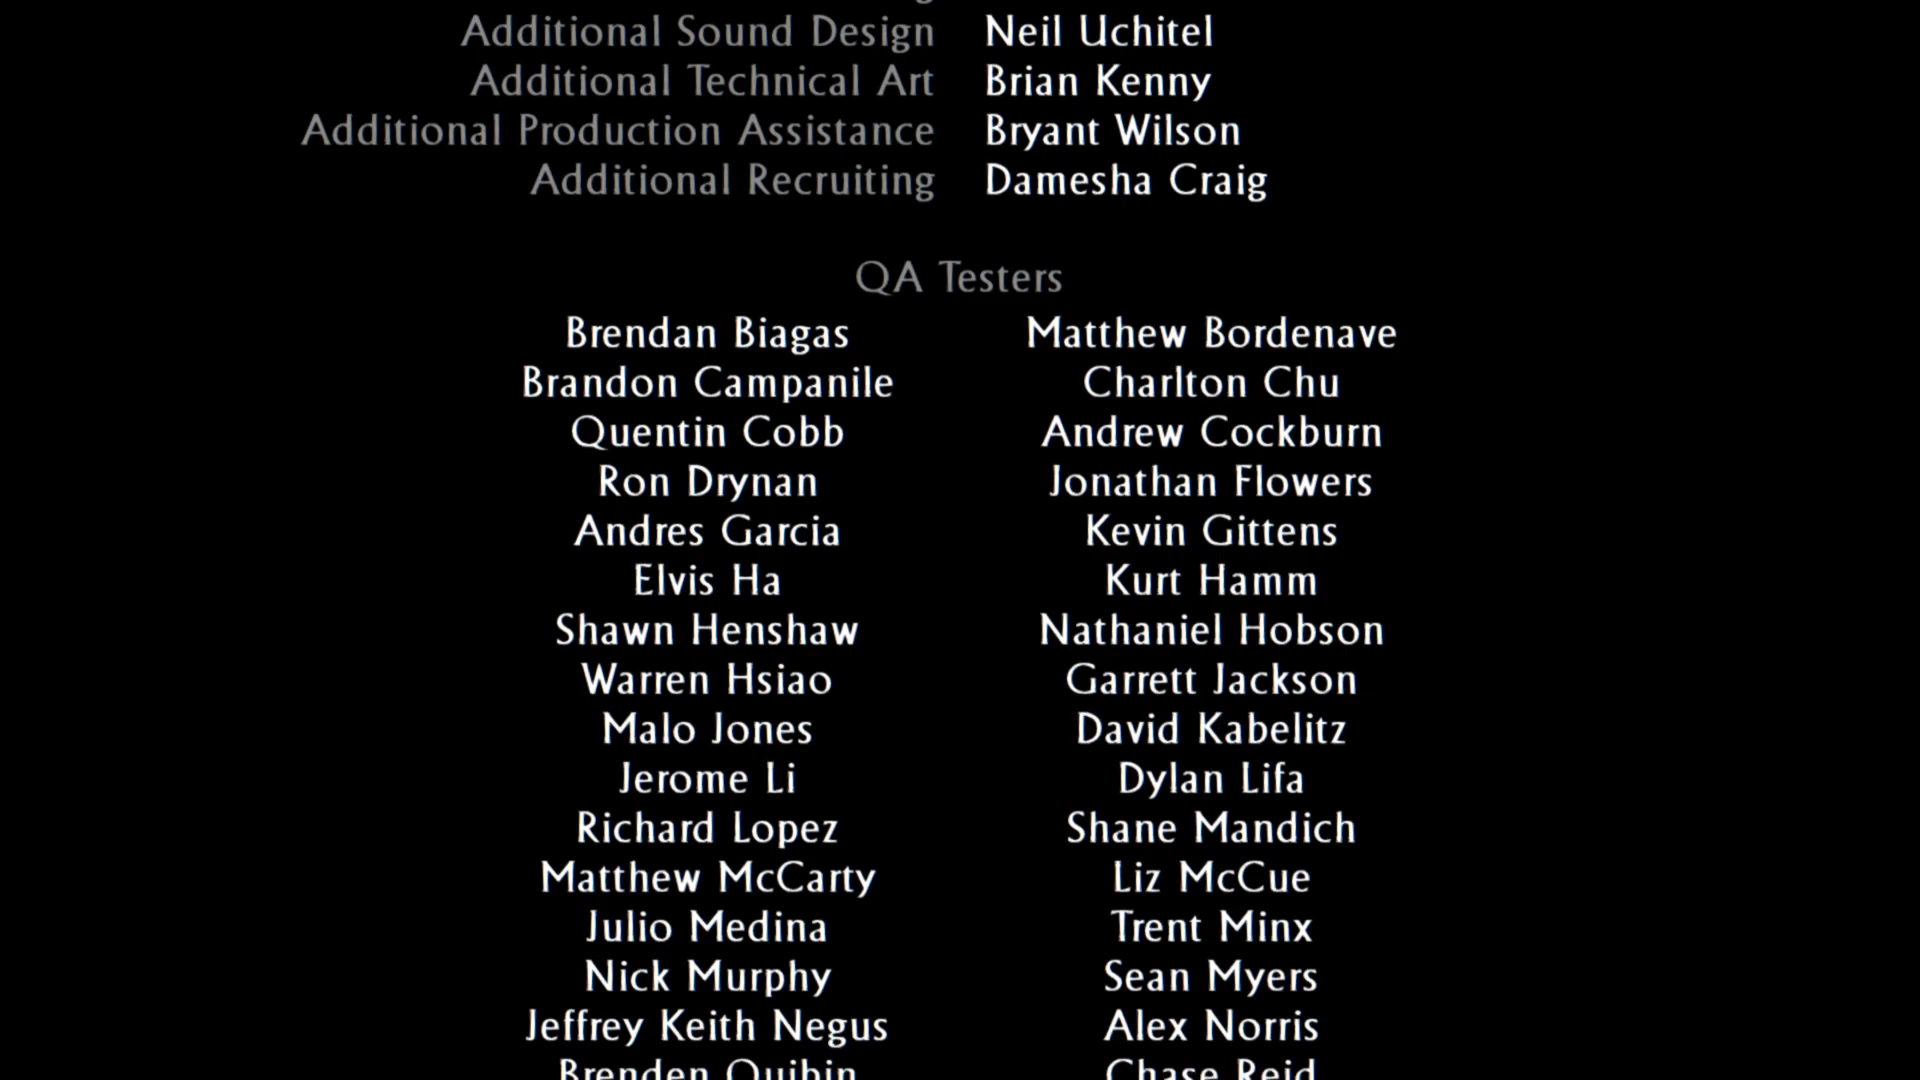 Additional Sound Design Neil Uchitel
Additional Technical Art Brian Kenny
Additional Production Assistance Bryant Wilson
Additional Recruiting Damesha Craig
QA Testers
Brendan Biagas Matthew Bordenave
Brandon Campanile Charlton Chu
Quentin Cobb Andrew Cockburn
Ron Drynan Jonathan Flowers
Andres Garcia Kevin Gittens
Elvis Ha Kurt Hamm
Shawn Henshaw Nathaniel Hobson
Warren Hsiao Garrett Jackson
Malo Jones David Kabelitz
Jerome Li Dylan Lifa
Richard Lopez Shane Mandich
Matthew McCarty Liz McCue
Julio Medina Trent Minx
Nick Murphy Sean Myers
Jeffrey Keith Negus Alex Norris
Brenden Quibin Chase Reid